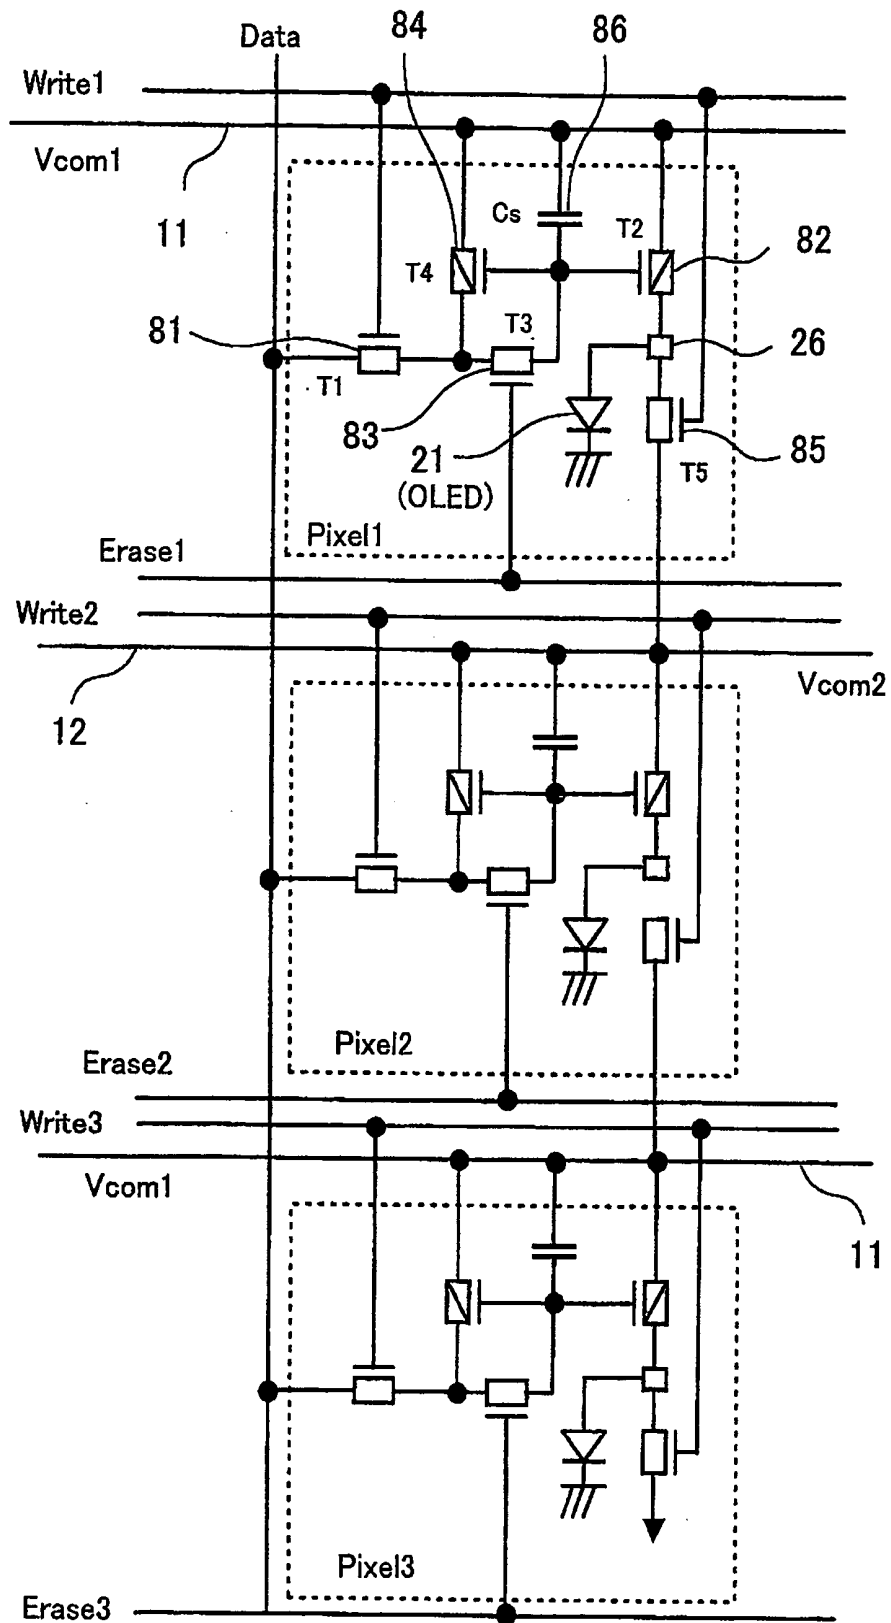 Data
84
86
Write1
Vcom1
11
Cs
T2
82
T4
T3
81
26
T1
83
21
(OLED)
85
T5
Pixel1
Erase1
Write2
Vcom2
12
Pixel2
Erase2
Write3
Vcom1
11
Pixel3
Erase3